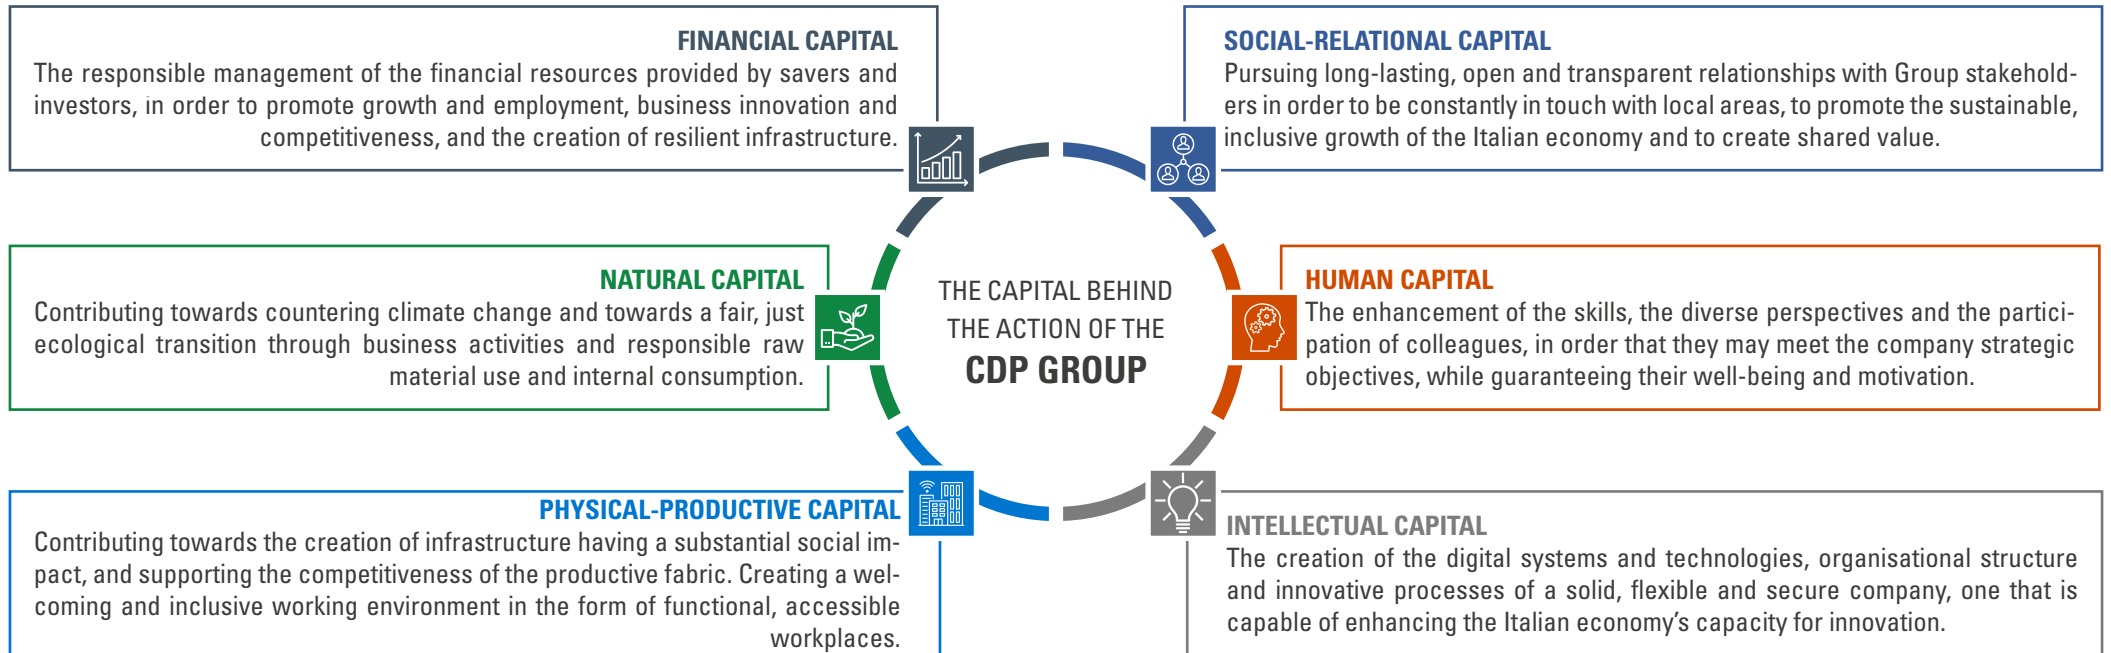 FINANCIAL CAPITAL
The responsible management of the financial resources provided by savers and
investors, in order to promote growth and employment, business innovation and
competitiveness, and the creation of resilient infrastructure.
SOCIAL-RELATIONAL CAPITAL
Pursuing long-lasting, open and transparent relationships with Group stakehold-
ers in order to be constantly in touch with local areas, to promote the sustainable,
inclusive growth of the Italian economy and to create shared value.
NATURAL CAPITAL
Contributing towards countering climate change and towards a fair, just
ecological transition through business activities and responsible raw
material use and internal consumption.
THE CAPITAL BEHIND
THE ACTION OF THE
CDP GROUP
HUMAN CAPITAL
The enhancement of the skills, the diverse perspectives and the partici-
pation of colleagues, in order that they may meet the company strategic
objectives, while guaranteeing their well-being and motivation.
PHYSICAL-PRODUCTIVE CAPITAL
Contributing towards the creation of infrastructure having a substantial social im-
pact, and supporting the competitiveness of the productive fabric. Creating a wel-
coming and inclusive working environment in the form of functional, accessible
workplaces.
INTELLECTUAL CAPITAL
The creation of the digital systems and technologies, organisational structure
and innovative processes of a solid, flexible and secure company, one that is
capable of enhancing the Italian economy's capacity for innovation.